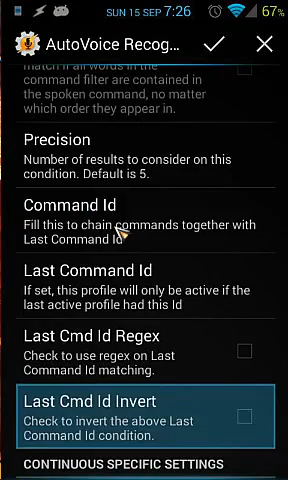 SUN 15 SEP 7:26 67%
AutoVoice Recog...
match if all words in the
command filter are contained in
the spoken command, no matter
which order they appear in.
Precision
Number of results to consider on this
condition. Default is 5.
Command Id
Fill this to chain commands together with
Last Command Id
Last Command Id
If set, this profile will only be active if the
last active profile had this Id
Last Cmd Id Regex
Check to use regex on Last
Command Id matching.
Last Cmd Id Invert
Check to invert the above Last
Command Id condition.
CONTINUOUS SPECIFIC SETTINGS